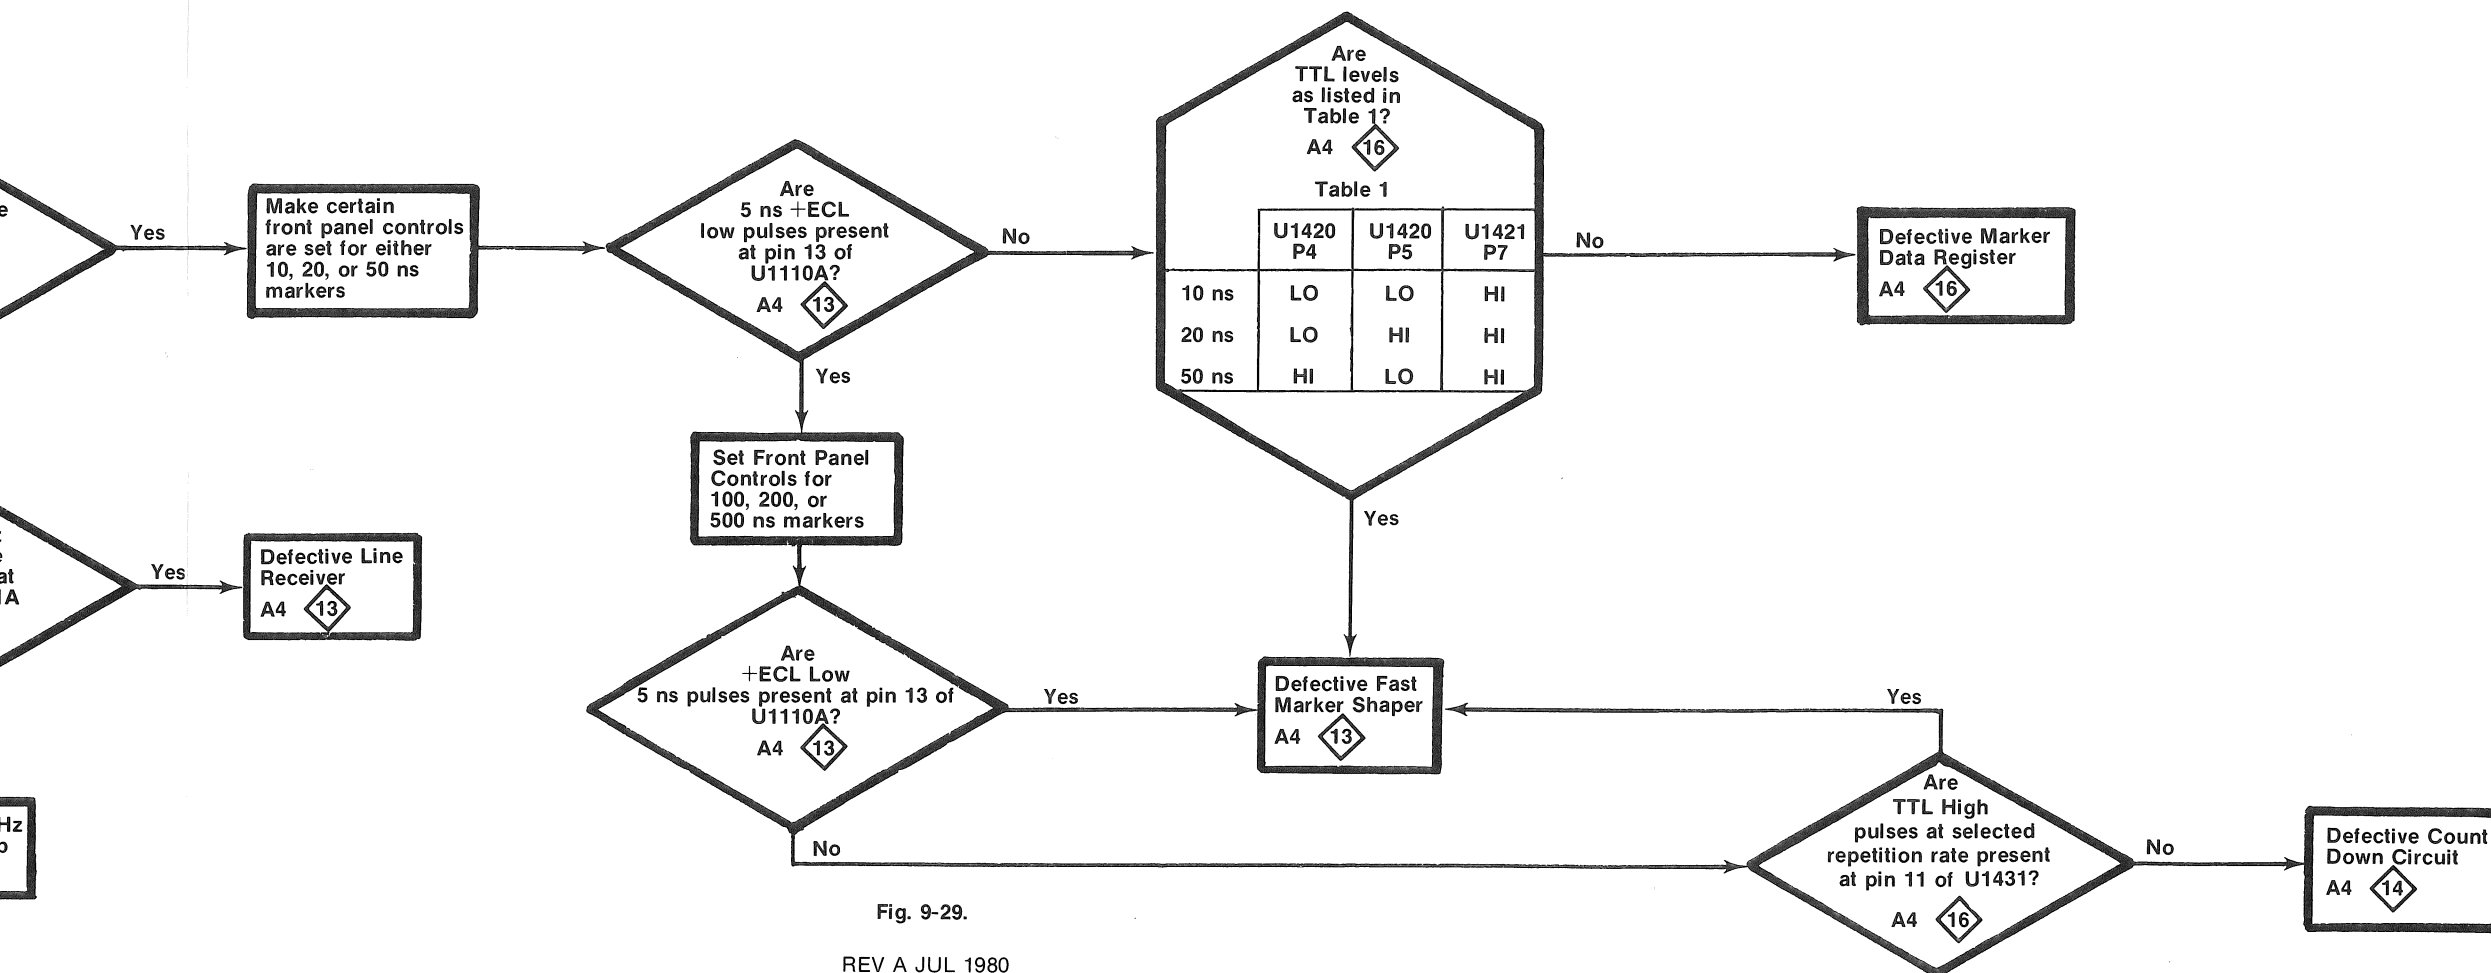 e
Yes
Make certain
front panel controls
are set for either
10, 20, or 50 ns
markers
Are
5 ns +ECL
low pulses present
at pin 13 of
U1110A?
A4 13
No
Yes
Are
TTL levels
as listed in
Table 1?
A4 16
Table 1
U1420 U1420 U1421
P4 P5 P7
10 ns LO LO HI
20 ns LO HI HI
50 ns HI LO HI
No
Defective Marker
Data Register
A4 16
Yes
Set Front Panel
Controls for
100, 200, or
500 ns markers
at
IA
Yes
Defective Line
Receiver
A4 13
Are
+ECL Low
5 ns pulses present at pin 13 of
U1110A?
A4 13
Yes
No
Defective Fast
Marker Shaper
A4 13
Yes
Are
TTL High
pulses at selected
repetition rate present
at pin 11 of U1431?
A4 16
No
Defective Count
Down Circuit
A4 14
Hz
Fig. 9-29.
REV A JUL 1980